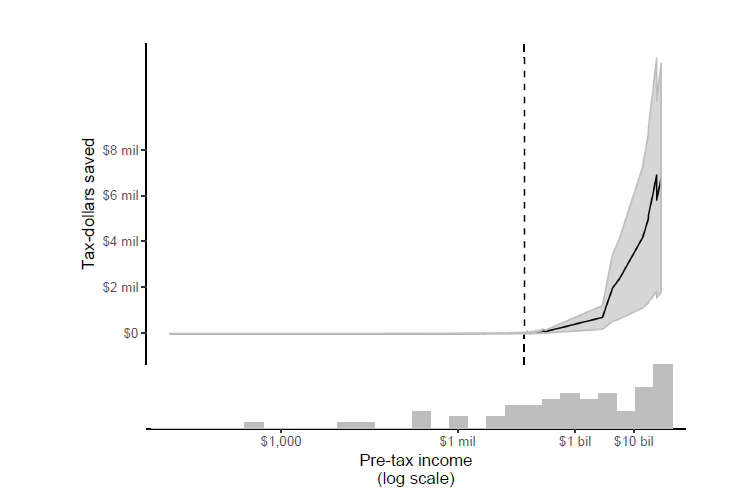 Tax-dollars saved
$8 mil
$6 mil
$4 mil
$2 mil
$0
$1,000
$1 mil
$1 bil
$10 bil
Pre-tax income
(log scale)